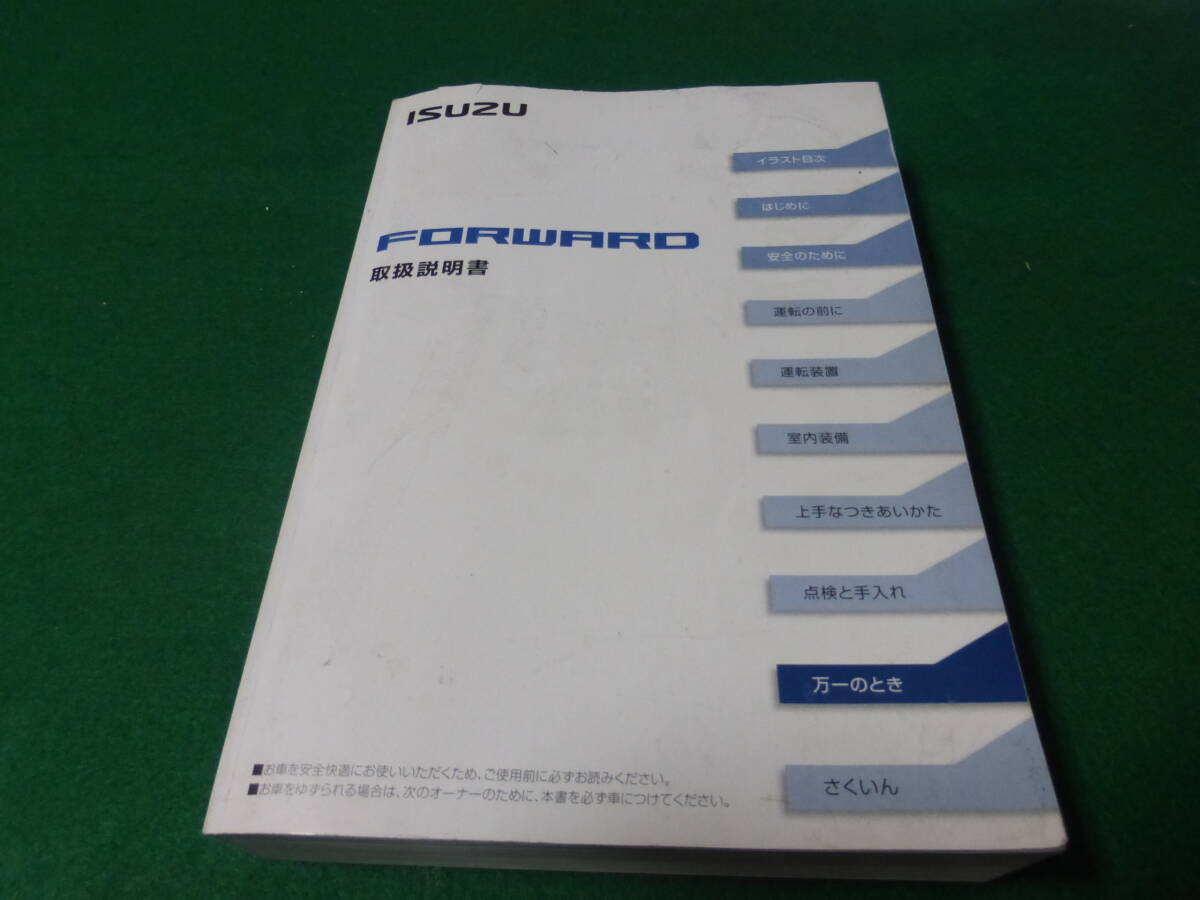 ISUZU
FORWARD
取扱説明書
イラスト目次
はじめに
安全のために
運転の前に
運転装置
室内装備
上手なつきあいかた
点検と手入れ
万一のとき
さくいん
■お車を安全快適にお使いいただくため、ご使用前に必ずお読みください。
■お車をゆずられる場合は、次のオーナーのために、本書を必ず車につけてください。